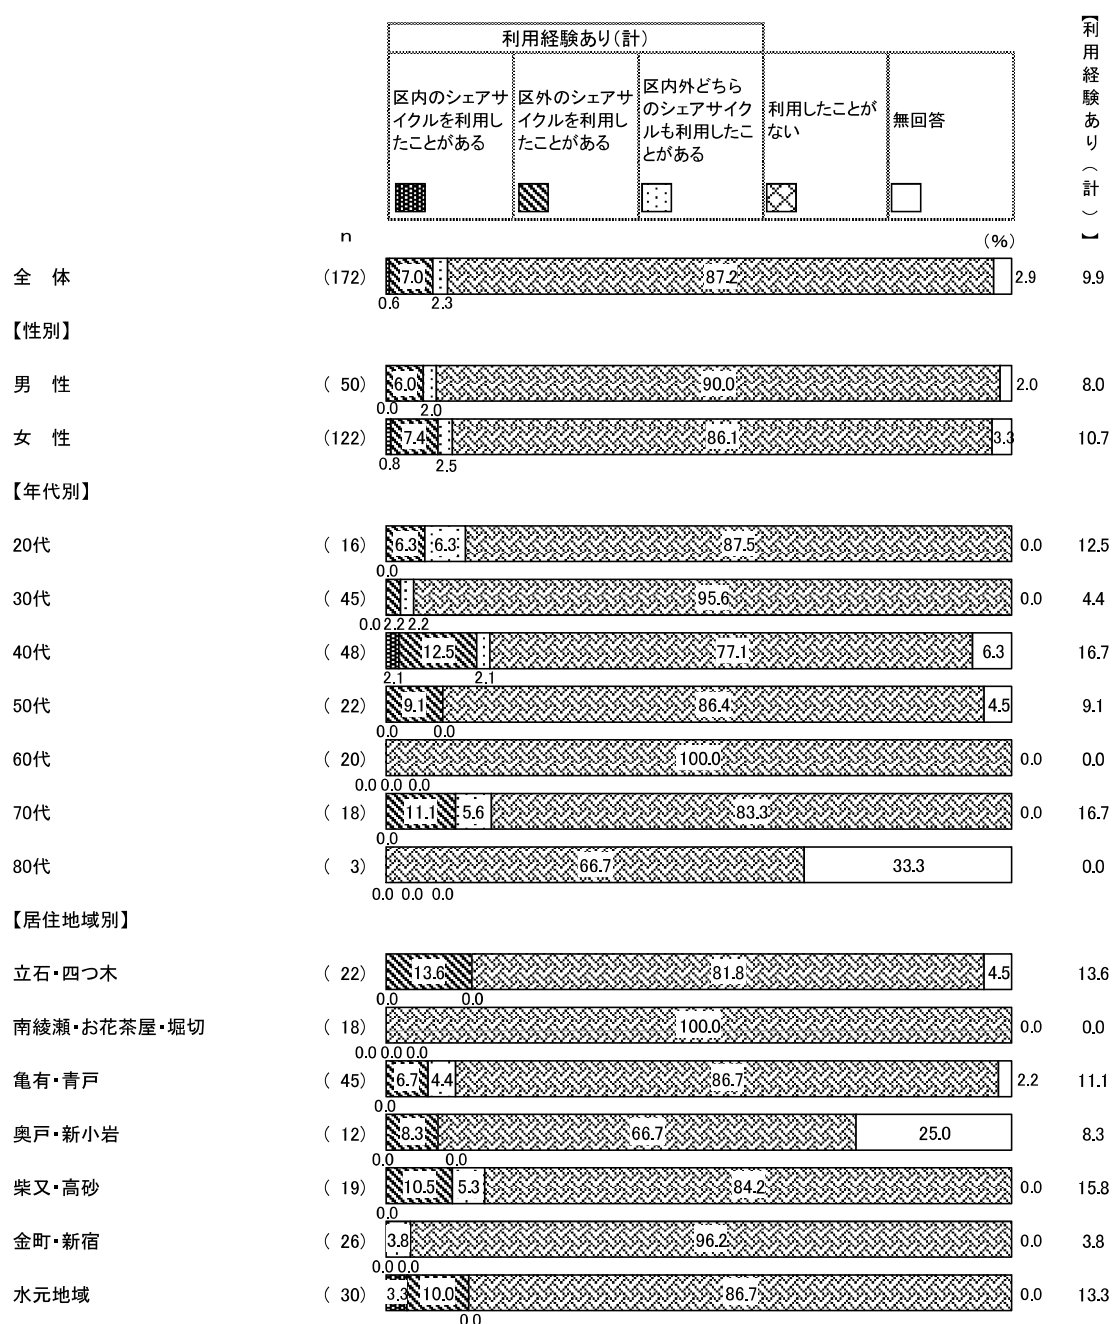 利用経験あり(計)
【利用経験あり(計)】
区内のシェアサイクルを利用したことがある
区外のシェアサイクルを利用したことがある
区内外どちらのシェアサイクルも利用したことがある
利用したことがない
無回答
n
(%)
全 体 (172) 7.0 87.2 2.9 9.9
0.6 2.3
【性別】
男 性 ( 50) 6.0 90.0 2.0 8.0
0.0 2.0
女 性 (122) 7.4 86.1 3.3 10.7
0.8 2.5
【年代別】
20代 ( 16) 6.3 6.3 87.5 0.0 12.5
0.0
30代 ( 45) 95.6 0.0 4.4
0.0 2.2 2.2
40代 ( 48) 12.5 77.1 6.3 16.7
2.1 2.1
50代 ( 22) 9.1 86.4 4.5 9.1
0.0 0.0
60代 ( 20) 100.0 0.0 0.0
0.0 0.0 0.0
70代 ( 18) 11.1 5.6 83.3 0.0 16.7
0.0
80代 ( 3) 66.7 33.3 0.0
0.0 0.0 0.0
【居住地域別】
立石・四つ木 ( 22) 13.6 81.8 4.5 13.6
0.0 0.0
南綾瀬・お花茶屋・堀切 ( 18) 100.0 0.0 0.0
0.0 0.0 0.0
亀有・青戸 ( 45) 6.7 4.4 86.7 2.2 11.1
0.0
奥戸・新小岩 ( 12) 8.3 66.7 25.0 8.3
0.0 0.0
柴又・高砂 ( 19) 10.5 5.3 84.2 0.0 15.8
0.0
金町・新宿 ( 26) 3.8 96.2 0.0 3.8
0.0 0.0
水元地域 ( 30) 3.3 10.0 86.7 0.0 13.3
0.0